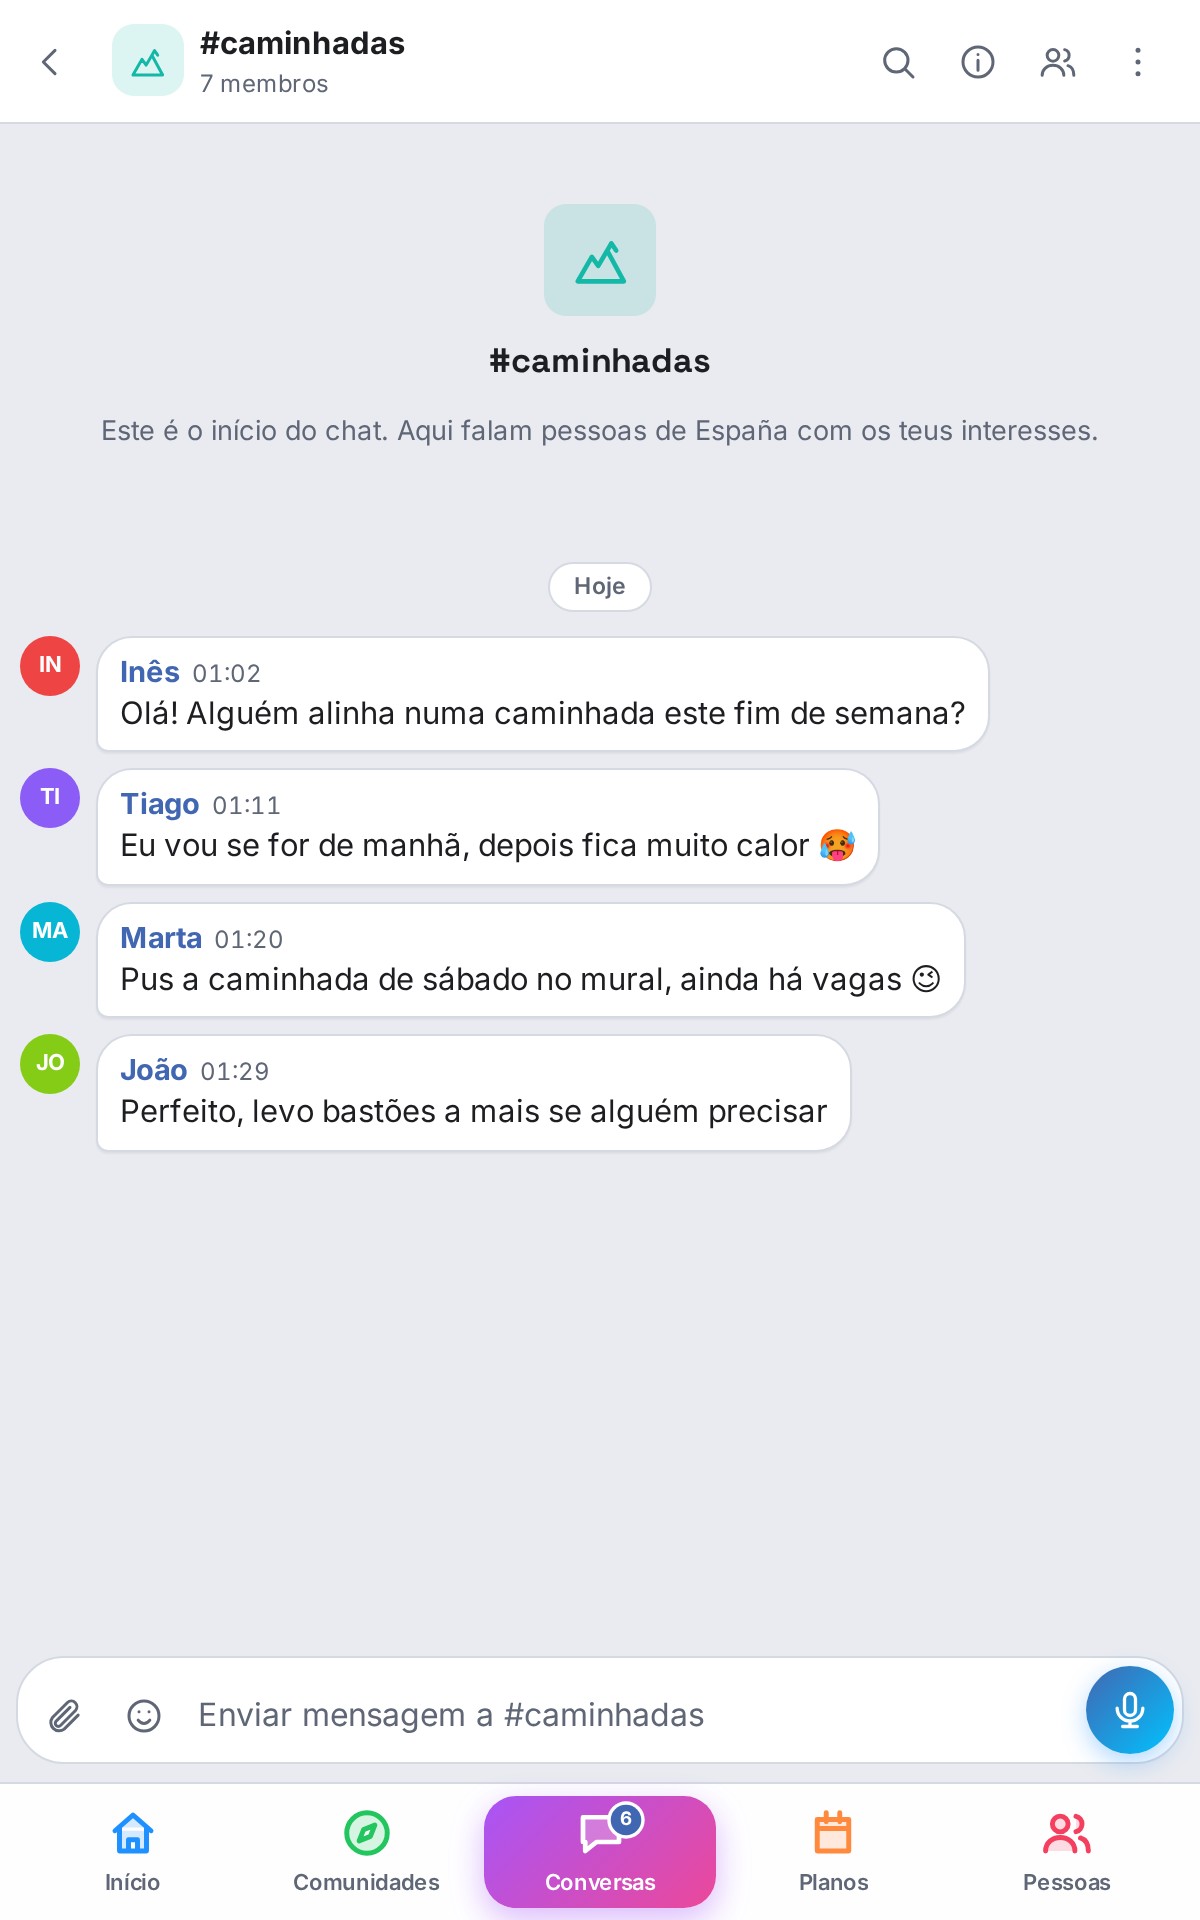 #caminhadas
7 membros
#caminhadas
Este é o início do chat. Aqui falam pessoas de España com os teus interesses.
Hoje
IN
Inês 01:02
Olá! Alguém alinha numa caminhada este fim de semana?
TI
Tiago 01:11
Eu vou se for de manhã, depois fica muito calor 🥵
MA
Marta 01:20
Pus a caminhada de sábado no mural, ainda há vagas 😉
JO
João 01:29
Perfeito, levo bastões a mais se alguém precisar
Enviar mensagem a #caminhadas
6
Início
Comunidades
Conversas
Planos
Pessoas